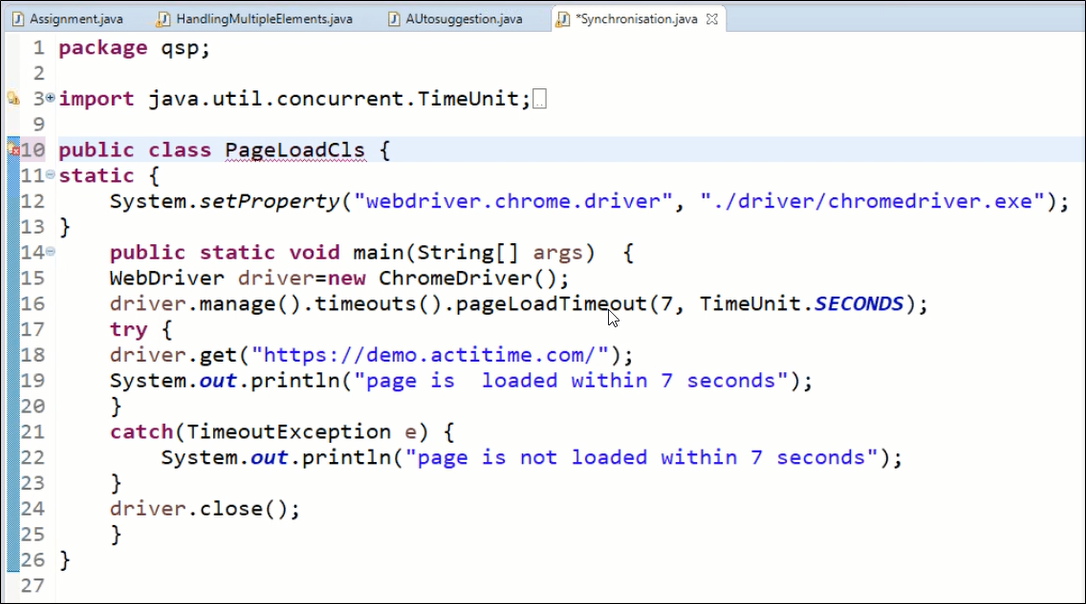 Assignment.java HandlingMultipleElements.java AUtosuggestion.java *Synchronisation.java
1 package qsp;
2
3 import java.util.concurrent.TimeUnit;
9
10 public class PageLoadCls {
11 static {
12     System.setProperty("webdriver.chrome.driver", "./driver/chromedriver.exe");
13 }
14     public static void main(String[] args)  {
15     WebDriver driver=new ChromeDriver();
16     driver.manage().timeouts().pageLoadTimeout(7, TimeUnit.SECONDS);
17     try {
18     driver.get("https://demo.actitime.com/");
19     System.out.println("page is  loaded within 7 seconds");
20     }
21     catch(TimeoutException e) {
22         System.out.println("page is not loaded within 7 seconds");
23     }
24     driver.close();
25     }
26 }
27